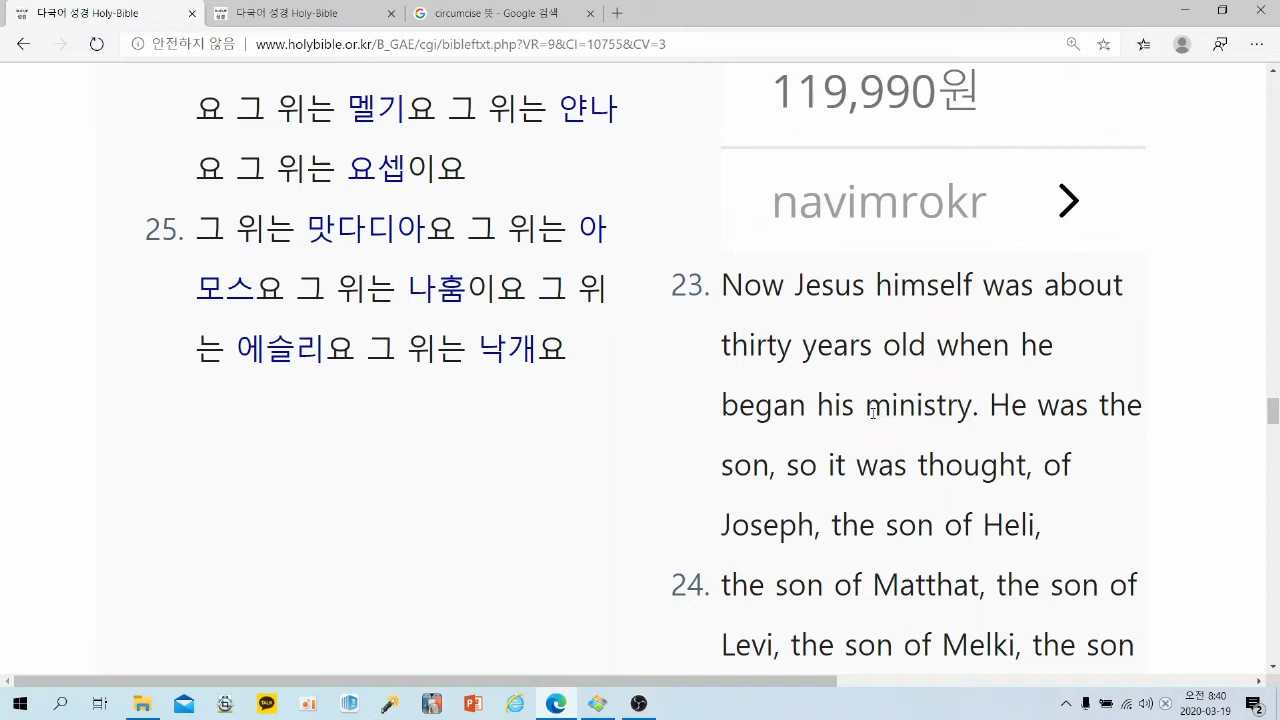 다국어 성경 Holy-Bible
다국어 성경 Holy-Bible
circumcise 뜻 - Google 검색
안전하지 않음
www.holybible.or.kr/B_GAE/cgi/bibleftxt.php?VR=9&CI=10755&CV=3
요 그 위는 멜기요 그 위는 얀나
요 그 위는 요셉이요
25. 그 위는 맛다디아요 그 위는 아
모스요 그 위는 나훔이요 그 위
는 에슬리요 그 위는 낙개요
119,990원
navimrokr
23. Now Jesus himself was about
thirty years old when he
began his ministry. He was the
son, so it was thought, of
Joseph, the son of Heli,
24. the son of Matthat, the son of
Levi, the son of Melki, the son
오전 8:40
2020-03-19